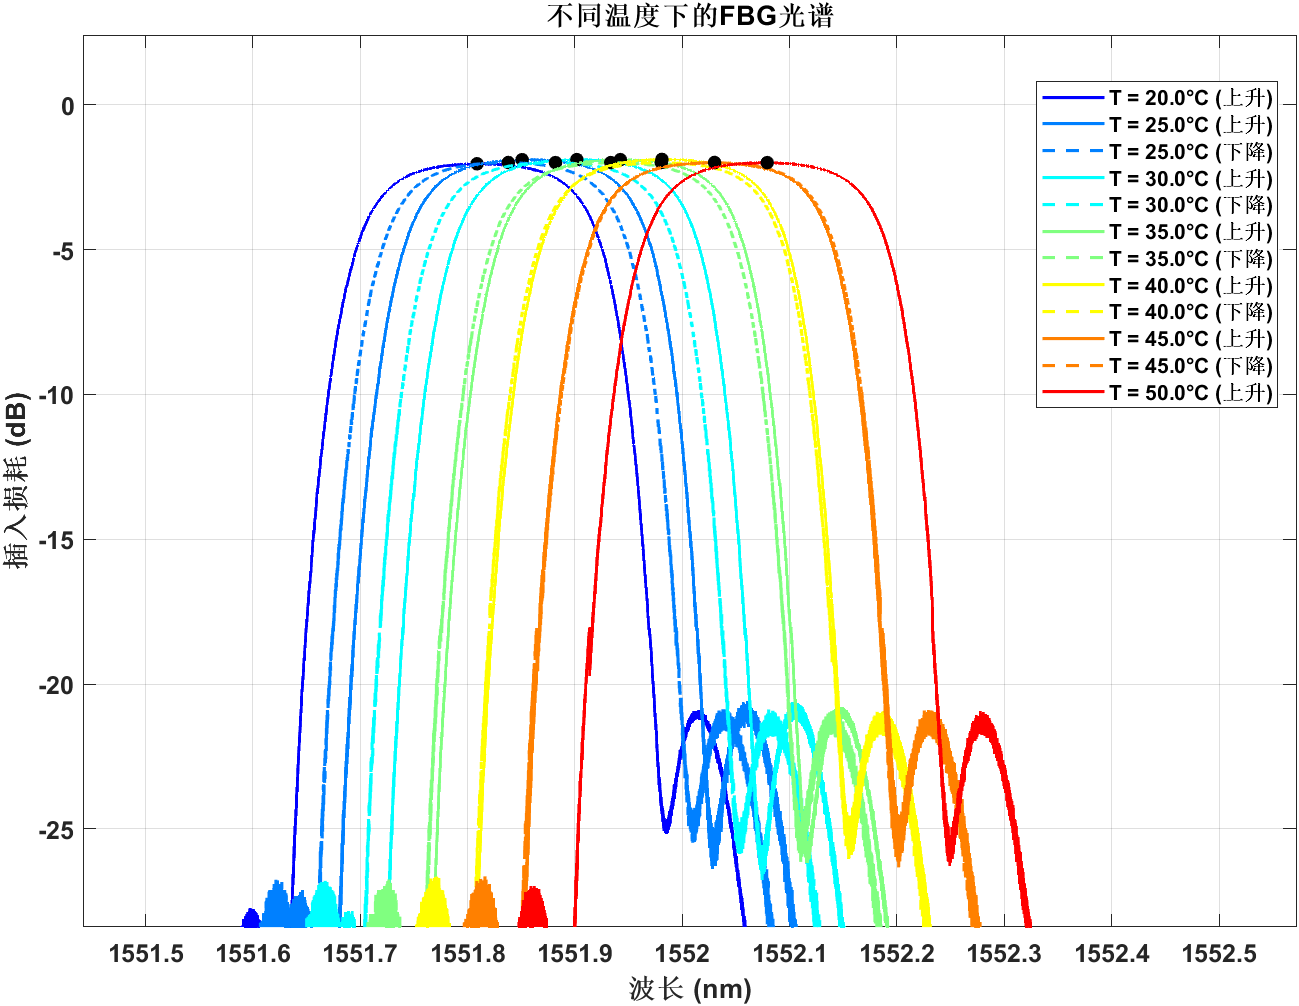 不同温度下的FBG光谱
0
-5
-10
-15
-20
-25
插入损耗 (dB)
T = 20.0°C (上升)
T = 25.0°C (上升)
T = 25.0°C (下降)
T = 30.0°C (上升)
T = 30.0°C (下降)
T = 35.0°C (上升)
T = 35.0°C (下降)
T = 40.0°C (上升)
T = 40.0°C (下降)
T = 45.0°C (上升)
T = 45.0°C (下降)
T = 50.0°C (上升)
1551.5 1551.6 1551.7 1551.8 1551.9 1552 1552.1 1552.2 1552.3 1552.4 1552.5
波长 (nm)